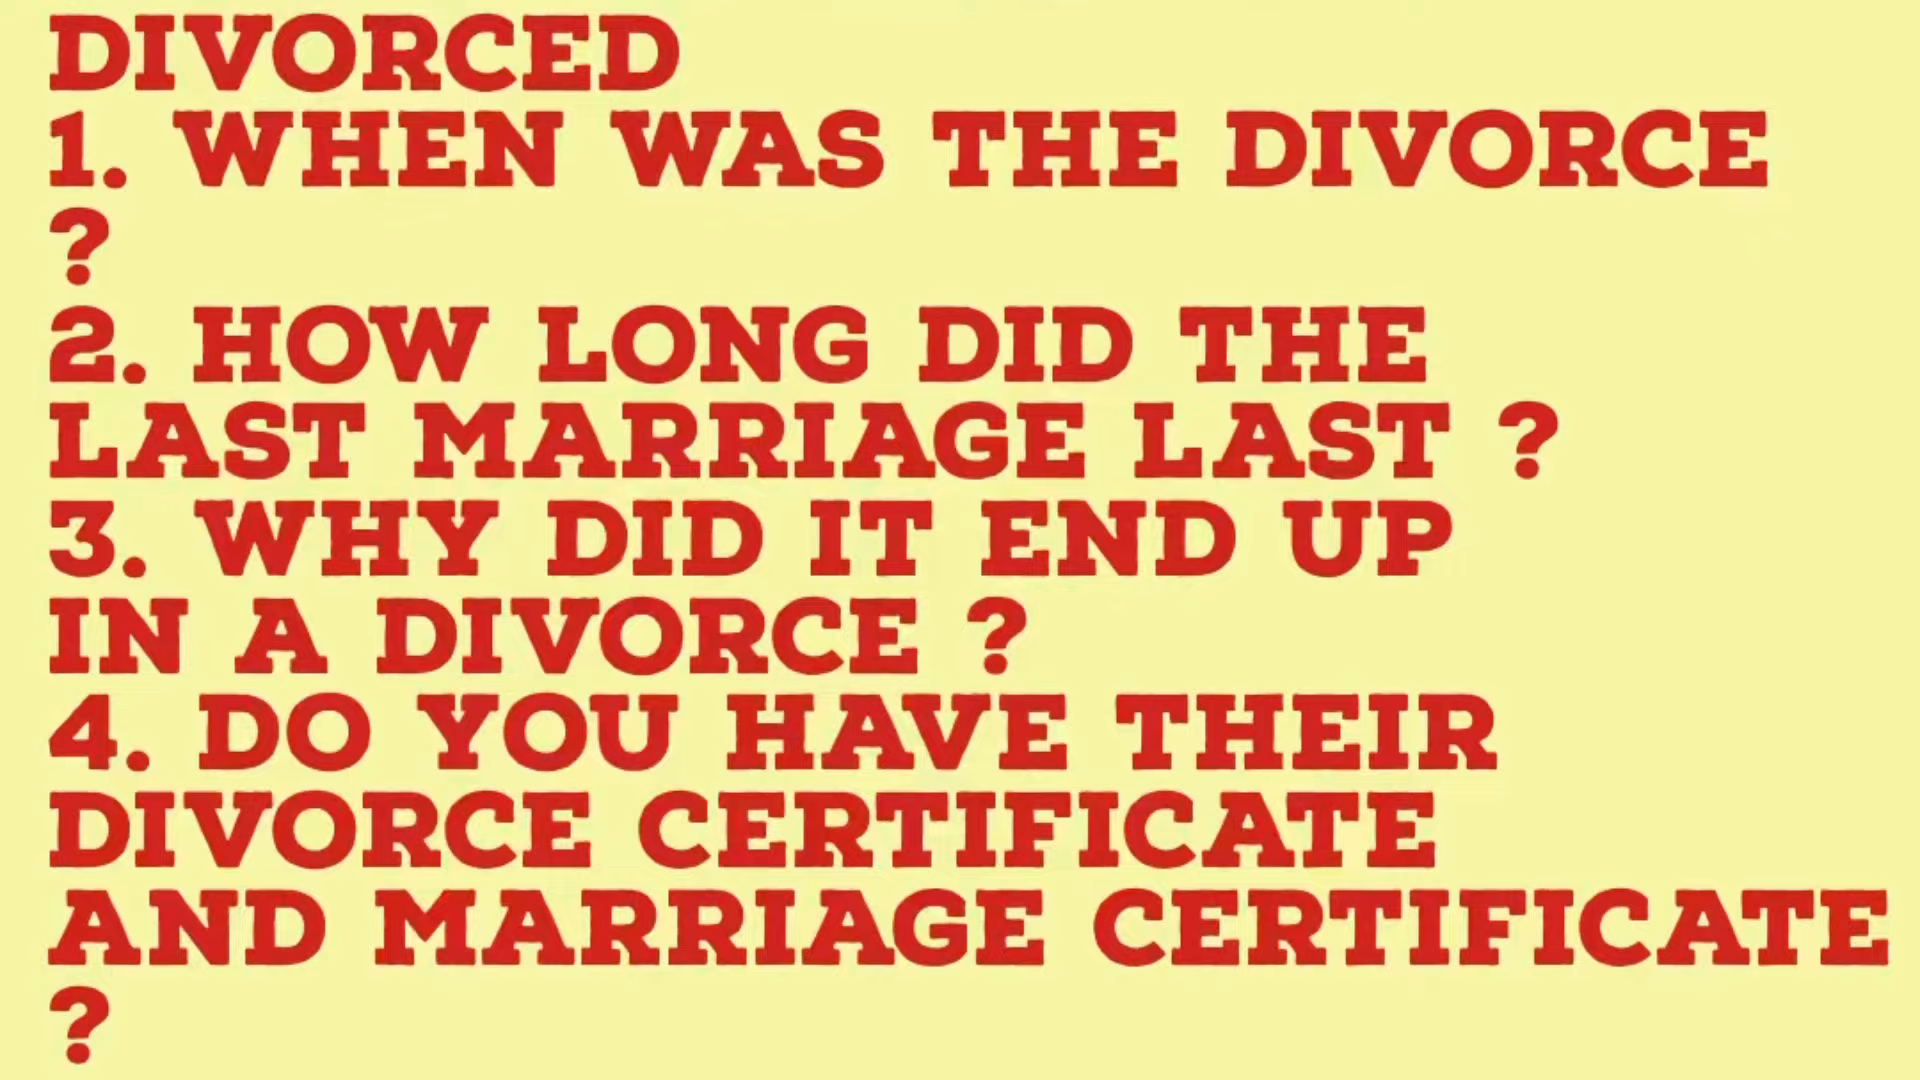 DIVORCED
1. WHEN WAS THE DIVORCE
?
2. HOW LONG DID THE
LAST MARRIAGE LAST ?
3. WHY DID IT END UP
IN A DIVORCE ?
4. DO YOU HAVE THEIR
DIVORCE CERTIFICATE
AND MARRIAGE CERTIFICATE
?